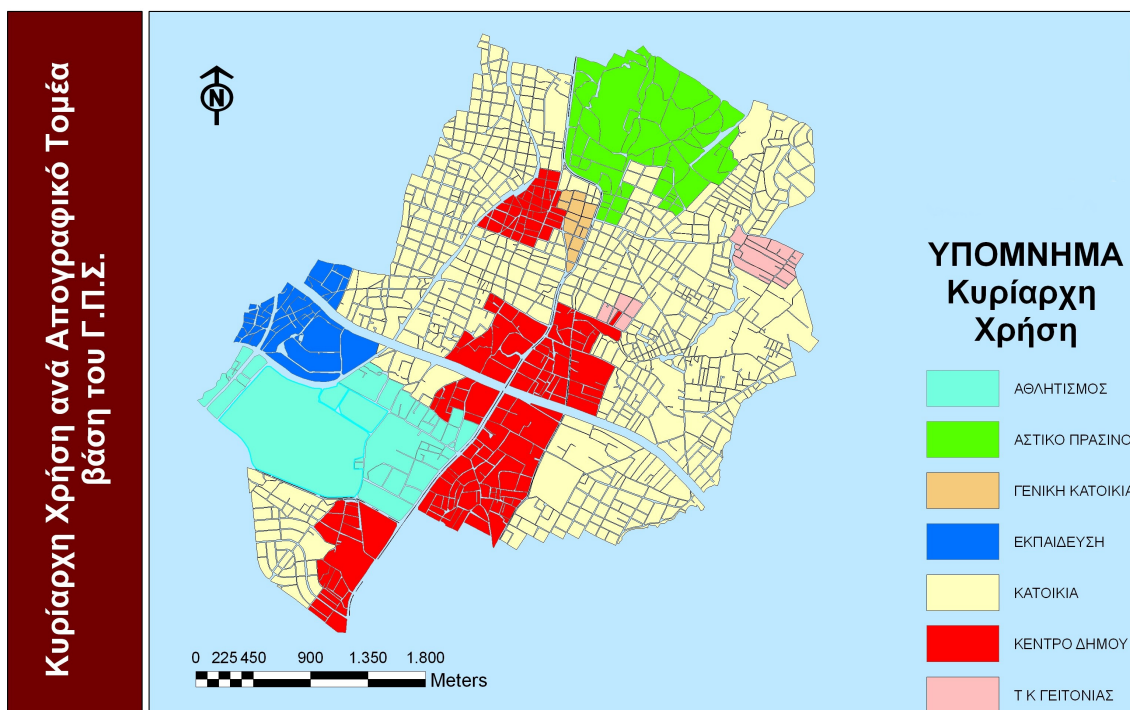 Κυρίαρχη Χρήση ανά Απογραφικό Τομέα
βάση του Γ.Π.Σ.
N
ΥΠΟΜΝΗΜΑ
Κυρίαρχη
Χρήση
ΑΘΛΗΤΙΣΜΟΣ
ΑΣΤΙΚΟ ΠΡΑΣΙΝΟ
ΓΕΝΙΚΗ ΚΑΤΟΙΚΙΑ
ΕΚΠΑΙΔΕΥΣΗ
ΚΑΤΟΙΚΙΑ
ΚΕΝΤΡΟ ΔΗΜΟΥ
Τ Κ ΓΕΙΤΟΝΙΑΣ
0 225 450 900 1.350 1.800
Meters